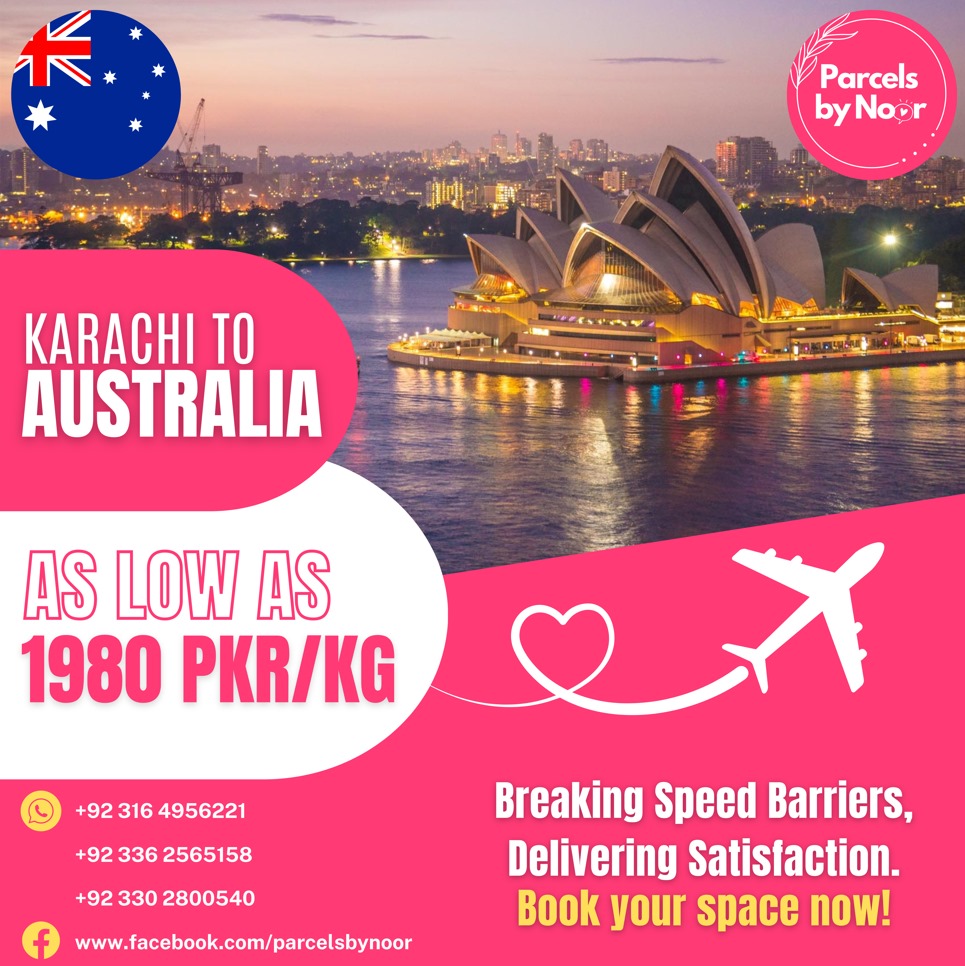 Parcels
by Noor
KARACHI TO
AUSTRALIA
AS LOW AS
1980 PKR/KG
+92 316 4956221
+92 336 2565158
+92 330 2800540
www.facebook.com/parcelsbynoor
Breaking Speed Barriers,
Delivering Satisfaction.
Book your space now!